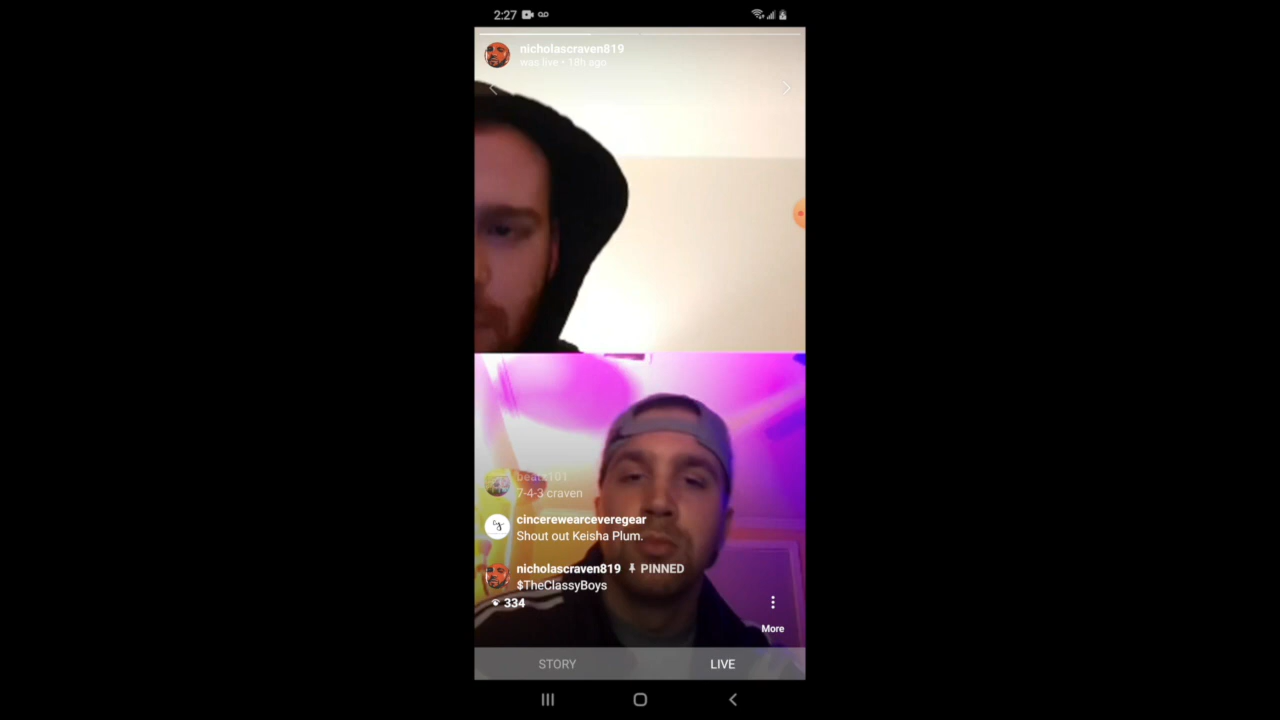 2:27
nicholascraven819
was live • 18h ago
beatz101
7-4-3 craven
cincerewearceveregear
Shout out Keisha Plum.
nicholascraven819 PINNED
$TheClassyBoys
334
More
STORY LIVE